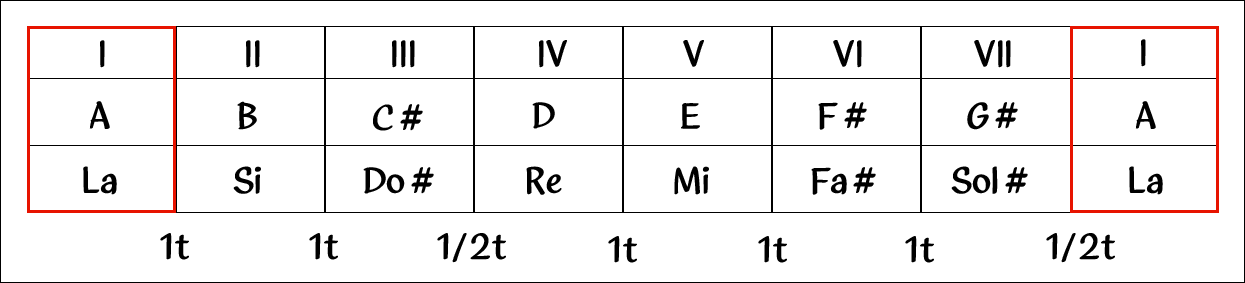 I II III IV V VI VII I
A B C# D E F# G# A
La Si Do# Re Mi Fa# Sol# La
1t 1t 1/2t 1t 1t 1t 1/2t